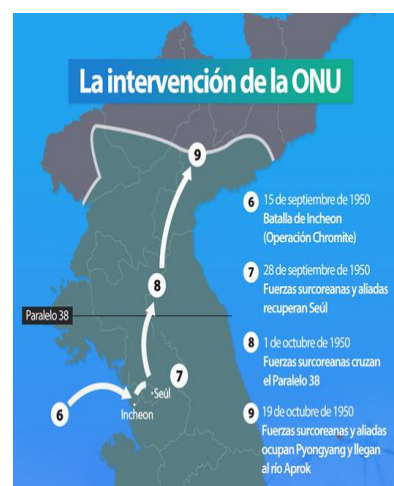 La intervención de la ONU
9
6 15 de septiembre de 1950
Batalla de Incheon
(Operación Chromite)
7 28 de septiembre de 1950
Fuerzas surcoreanas y aliadas
recuperan Seúl
8
Paralelo 38
8 1 de octubre de 1950
Fuerzas surcoreanas cruzan
el Paralelo 38
7
Seúl
6
Incheon
9 19 de octubre de 1950
Fuerzas surcoreanas y aliadas
ocupan Pyongyang y llegan
al río Aprok